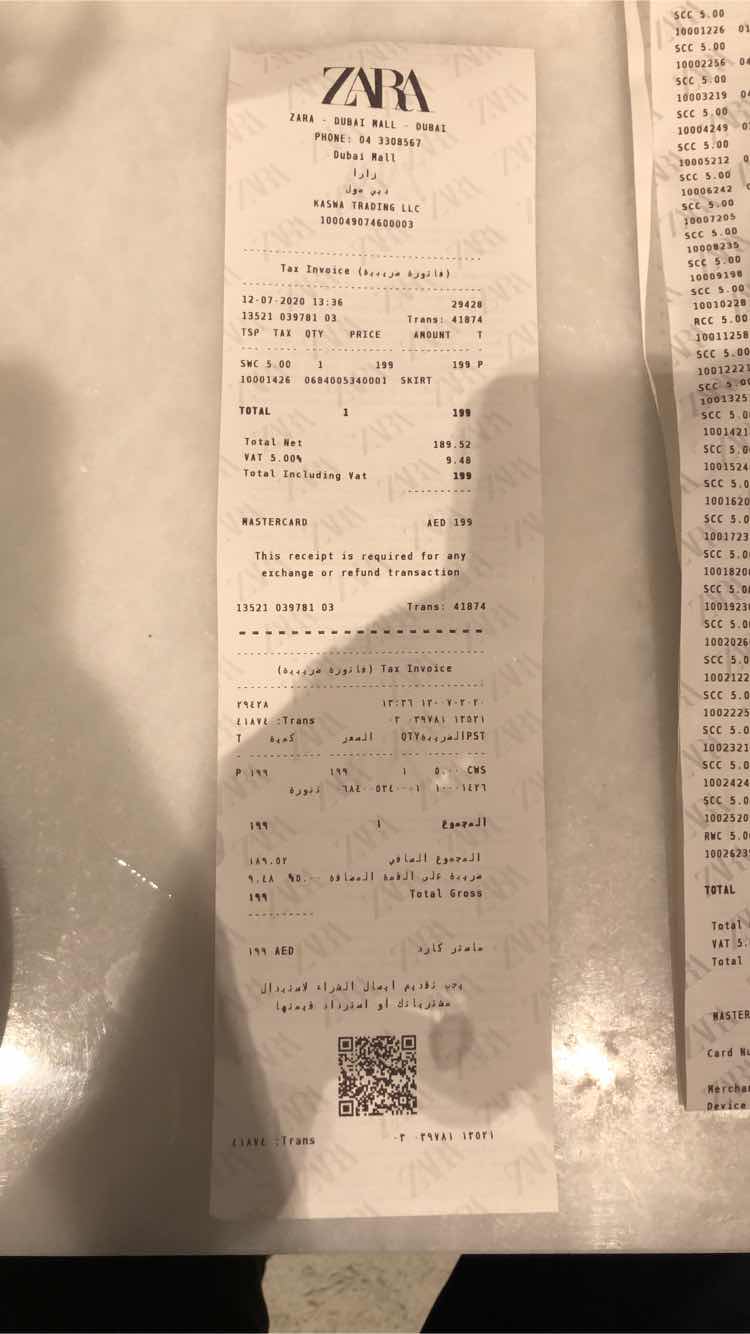 ZARA
ZARA - DUBAI MALL - DUBAI
PHONE: 04 3308567
Dubai Mall
زارا
دبي مول
KASWA TRADING LLC
100049074600003
Tax Invoice (فاتورة ضريبية)
12-07-2020 13:36 29428
13521 039781 03 Trans: 41874
TSP TAX QTY PRICE AMOUNT T
SWC 5.00 1 199 199 P
10001426 0684005340001 SKIRT
TOTAL 1 199
Total Net 189.52
VAT 5.00% 9.48
Total Including Vat 199
MASTERCARD AED 199
This receipt is required for any
exchange or refund transaction
13521 039781 03 Trans: 41874
(فاتورة ضريبية) Tax Invoice
٢٩٤٢٨ ١٣:٣٦ ١٢-٠٧-٢٠٢٠
٤١٨٧٤ :Trans ٠٣ ٠٣٩٧٨١ ١٣٥٢١
T كمية السعر QTYالضريبةPST
P ١٩٩ ١٩٩ ١ ٥.٠٠ CWS
تنورة ٠٦٨٤٠٠٥٣٤٠٠٠١ ١٠٠٠١٤٢٦
١٩٩ ١ المجموع
١٨٩.٥٢ المجموع الصافي
٩.٤٨ %٥.٠٠ ضريبة على القمة المضافة
١٩٩ Total Gross
١٩٩ AED ماستر كارد
يجب تقديم ايصال الشراء لاستبدال
مشترياتك أو استرداد قيمتها
٤١٨٧٤ :Trans ٠٣ ٠٣٩٧٨١ ١٣٥٢١
SCC 5.00
10001226
SCC 5.00
10002256
SCC 5.00
10003219
SCC 5.00
10004249
SCC 5.00
10005212
SCC 5.00
10006242
SCC 5.00
10007205
SCC 5.00
10008235
SCC 5.00
10009198
SCC 5.00
10010228
RCC 5.00
10011258
SCC 5.00
1001222
SCC 5.00
1001325
SCC 5.0
100142
SCC 5.0
1001524
SCC 5.0
1001620
SCC 5.0
1001723
SCC 5.0
1001820
SCC 5.0
1001923
SCC 5.0
1002026
SCC 5.0
1002122
SCC 5.0
1002225
SCC 5.0
1002321
SCC 5.0
1002424
SCC 5.0
1002520
RWC 5.0
1002623
TOTAL
Total
VAT 5.
Total
MASTER
Card Nu
Mercha
Device